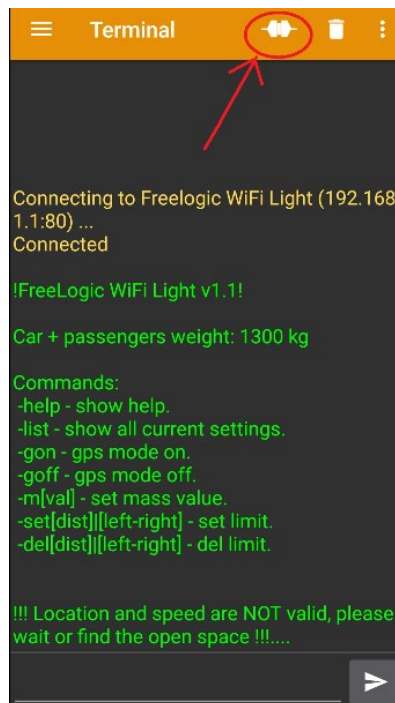 Terminal
Connecting to Freelogic WiFi Light (192.168
1.1:80) ...
Connected
!FreeLogic WiFi Light v1.1!
Car + passengers weight: 1300 kg
Commands:
-help - show help.
-list - show all current settings.
-gon - gps mode on.
-goff - gps mode off.
-m[val] - set mass value.
-set[dist]|[left-right] - set limit.
-del[dist]|[left-right] - del limit.
!!! Location and speed are NOT valid, please
wait or find the open space !!!....